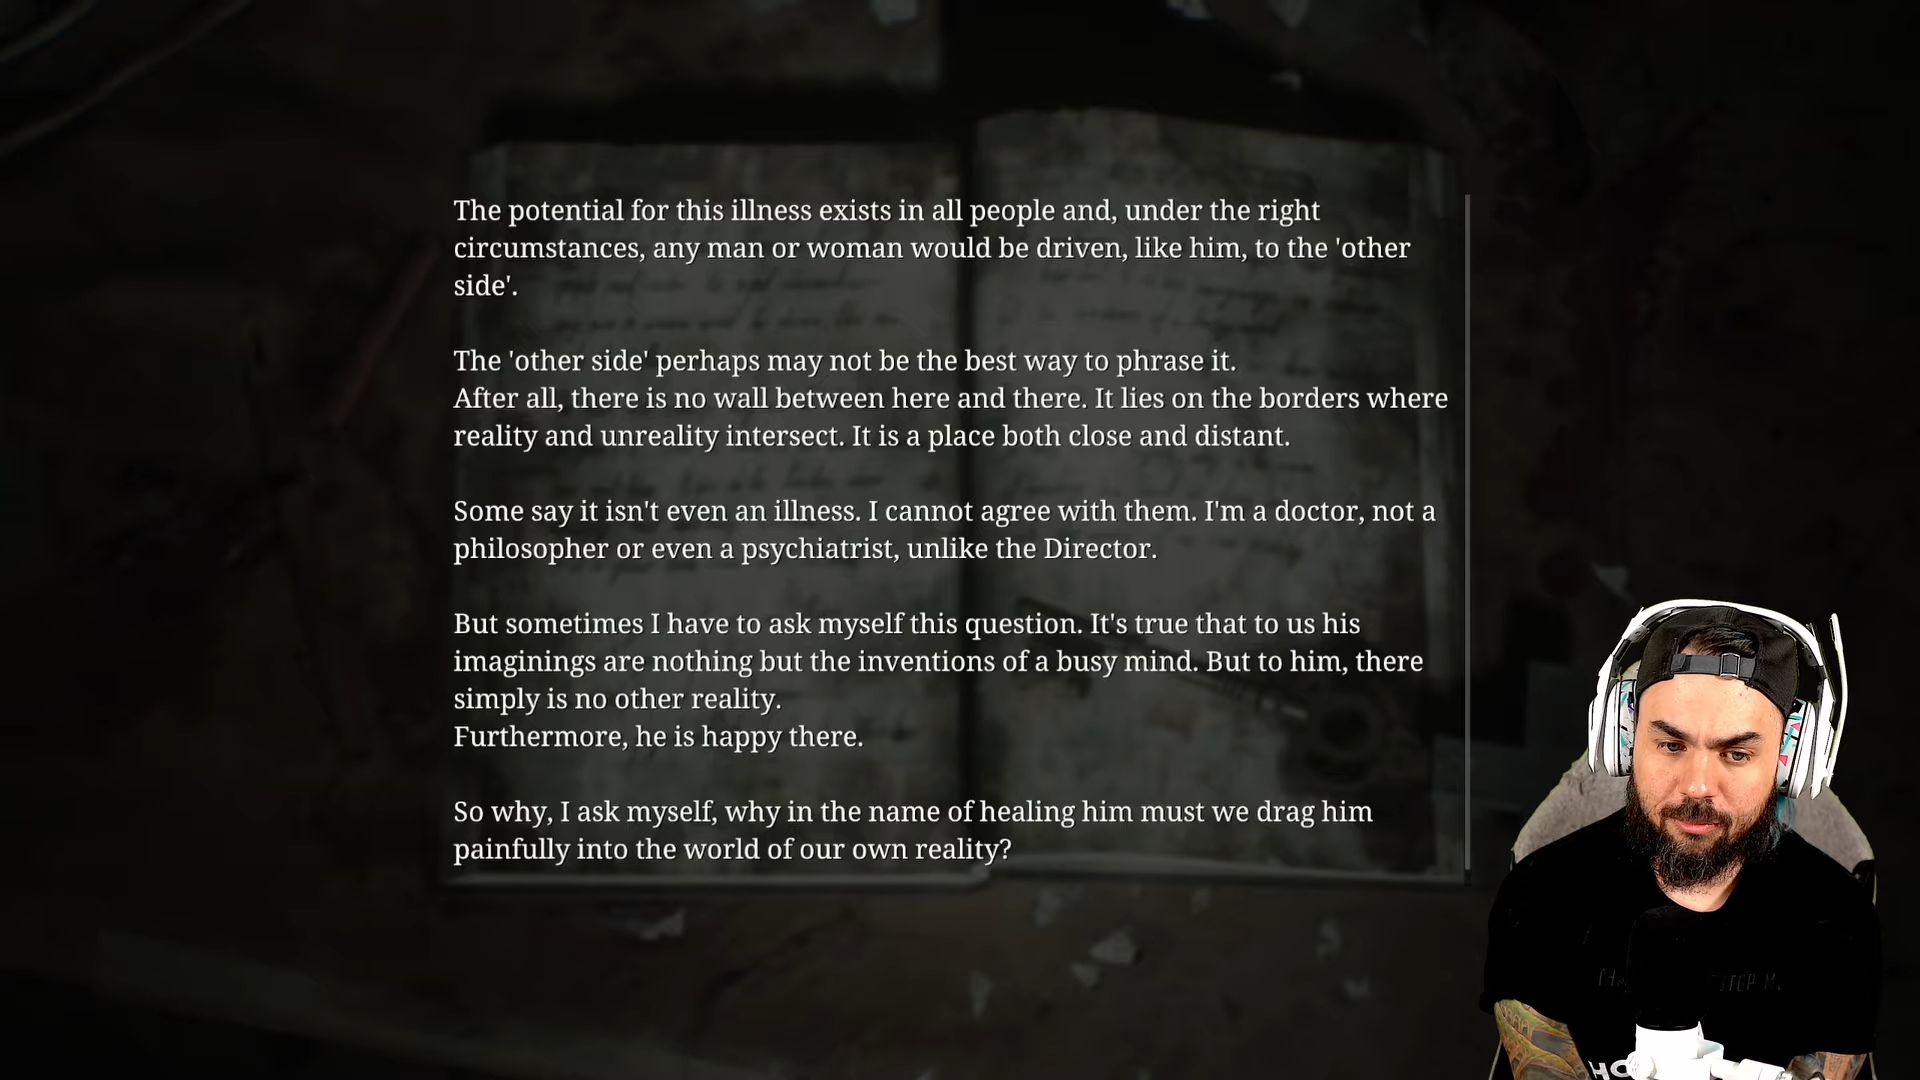 The potential for this illness exists in all people and, under the right
circumstances, any man or woman would be driven, like him, to the 'other
side'.
The 'other side' perhaps may not be the best way to phrase it.
After all, there is no wall between here and there. It lies on the borders where
reality and unreality intersect. It is a place both close and distant.
Some say it isn't even an illness. I cannot agree with them. I'm a doctor, not a
philosopher or even a psychiatrist, unlike the Director.
But sometimes I have to ask myself this question. It's true that to us his
imaginings are nothing but the inventions of a busy mind. But to him, there
simply is no other reality.
Furthermore, he is happy there.
So why, I ask myself, why in the name of healing him must we drag him
painfully into the world of our own reality?